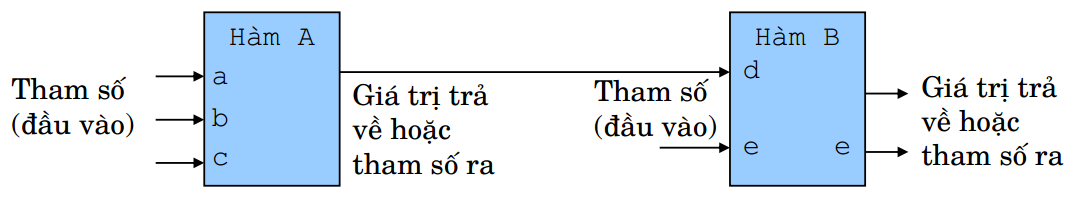 Hàm A
a
b
c
Tham số
(đầu vào)
Giá trị trả
về hoặc
tham số ra
Hàm B
d
e
e
Tham số
(đầu vào)
Giá trị trả
về hoặc
tham số ra